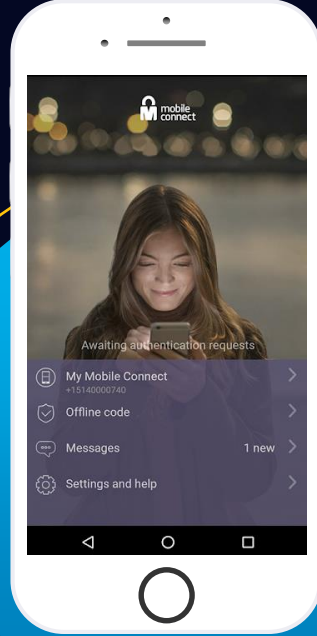 mobile
connect
Awaiting authentication requests
My Mobile Connect
+15140000740
Offline code
Messages 1 new
Settings and help